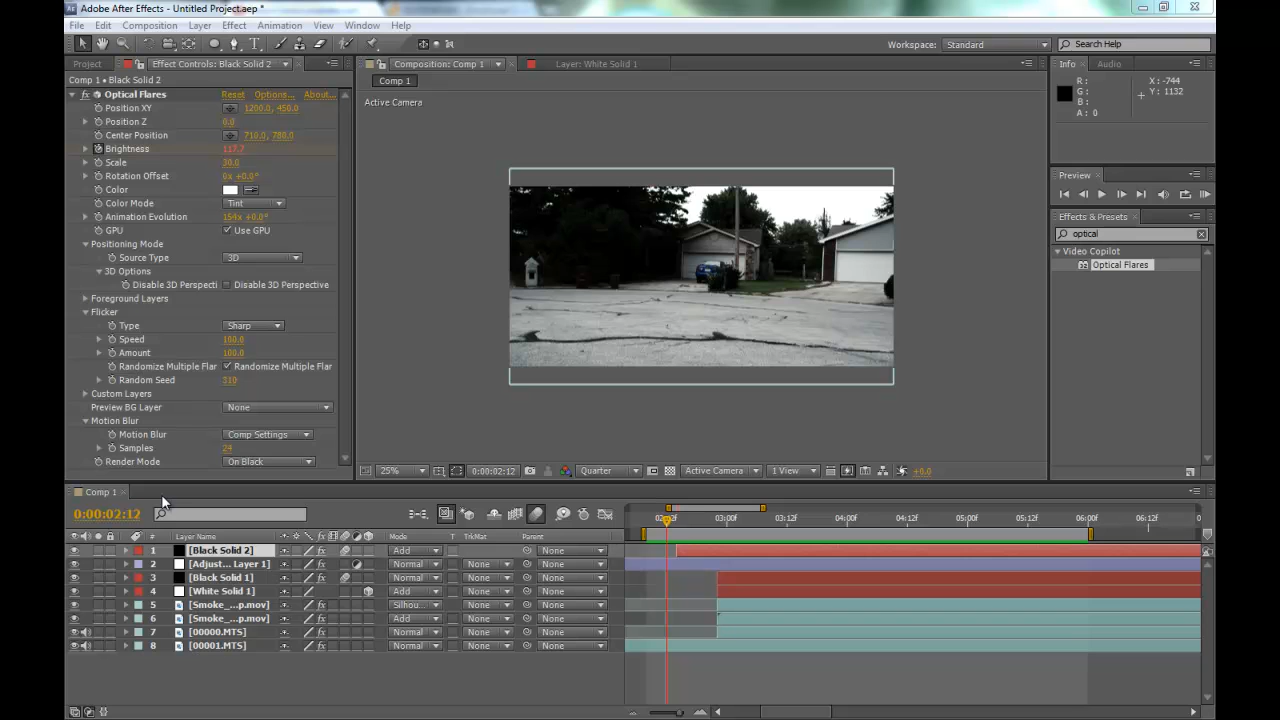 Adobe After Effects - Untitled Project.aep *
File Edit Composition Layer Effect Animation View Window Help
Workspace: Standard Search Help
Project Effect Controls: Black Solid 2 Composition: Comp 1 Layer: White Solid 1 Info Audio
Comp 1 • Black Solid 2
Comp 1
R: X: -744
G: Y: 1132
B:
A: 0
Optical Flares Reset Options... About...
Active Camera
Position XY 1200.0, 450.0
Position Z 0.0
Center Position 710.0, 780.0
Brightness 117.7
Scale 30.0
Rotation Offset 0x +0.0°
Color
Color Mode Tint
Animation Evolution 154x +0.0°
GPU Use GPU
Positioning Mode
Source Type 3D
3D Options
Disable 3D Perspecti Disable 3D Perspective
Foreground Layers
Flicker
Type Sharp
Speed 100.0
Amount 100.0
Randomize Multiple Flar Randomize Multiple Flar
Random Seed 310
Custom Layers
Preview BG Layer None
Motion Blur
Motion Blur Comp Settings
Samples 24
Render Mode On Black
Preview
Effects & Presets
optical
Video Copilot
Optical Flares
25% 0:00:02:12 Quarter Active Camera 1 View +0.0
Comp 1
0:00:02:12
03:00f 03:12f 04:00f 04:12f 05:00f 05:12f 06:00f 06:12f
# Layer Name Mode T TrkMat Parent
1 [Black Solid 2] Add None
2 [Adjust... Layer 1] Normal None None
3 [Black Solid 1] Add None None
4 [White Solid 1] Normal None None
5 [Smoke_...p.mov] Silhou... None None
6 [Smoke_...p.mov] Add None None
7 [00000.MTS] Normal None None
8 [00001.MTS] Normal None None